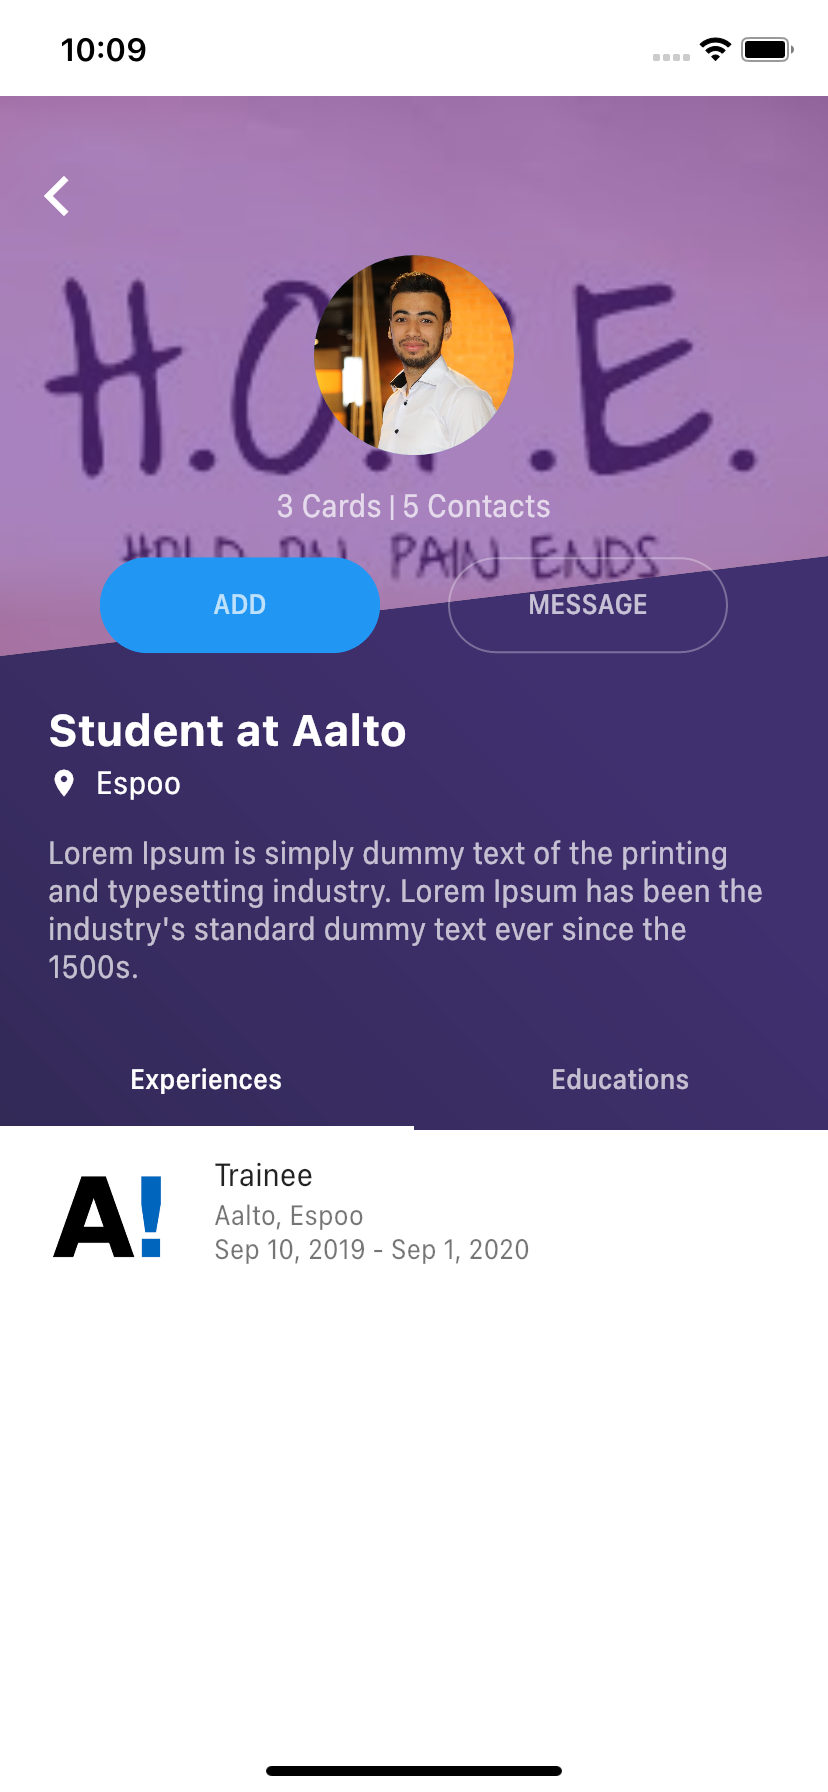 10:09
H.O.P.E.
3 Cards | 5 Contacts
HOLD ON PAIN ENDS
ADD
MESSAGE
Student at Aalto
Espoo
Lorem Ipsum is simply dummy text of the printing
and typesetting industry. Lorem Ipsum has been the
industry's standard dummy text ever since the
1500s.
Experiences
Educations
A!
Trainee
Aalto, Espoo
Sep 10, 2019 - Sep 1, 2020